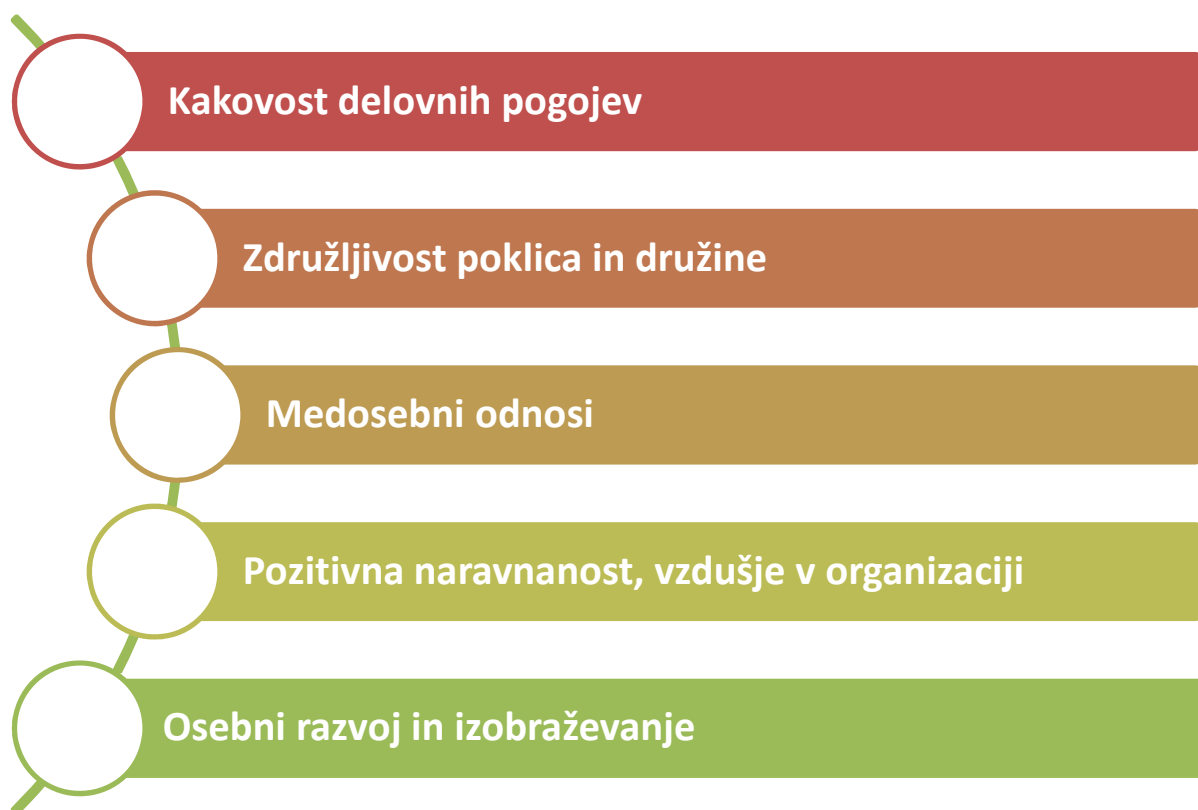 Kakovost delovnih pogojev
Združljivost poklica in družine
Medosebni odnosi
Pozitivna naravnanost, vzdušje v organizaciji
Osebni razvoj in izobraževanje